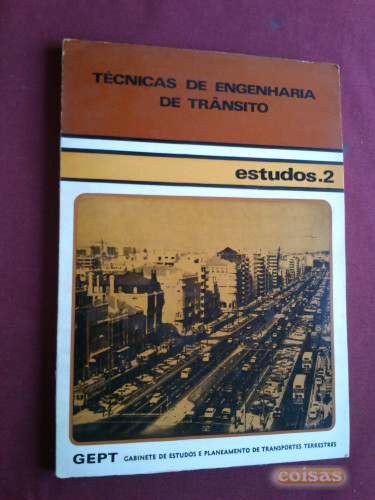 TÉCNICAS DE ENGENHARIA
DE TRÂNSITO
estudos.2
GEPT GABINETE DE ESTUDOS E PLANEAMENTO DE TRANSPORTES TERRESTRES
coisas